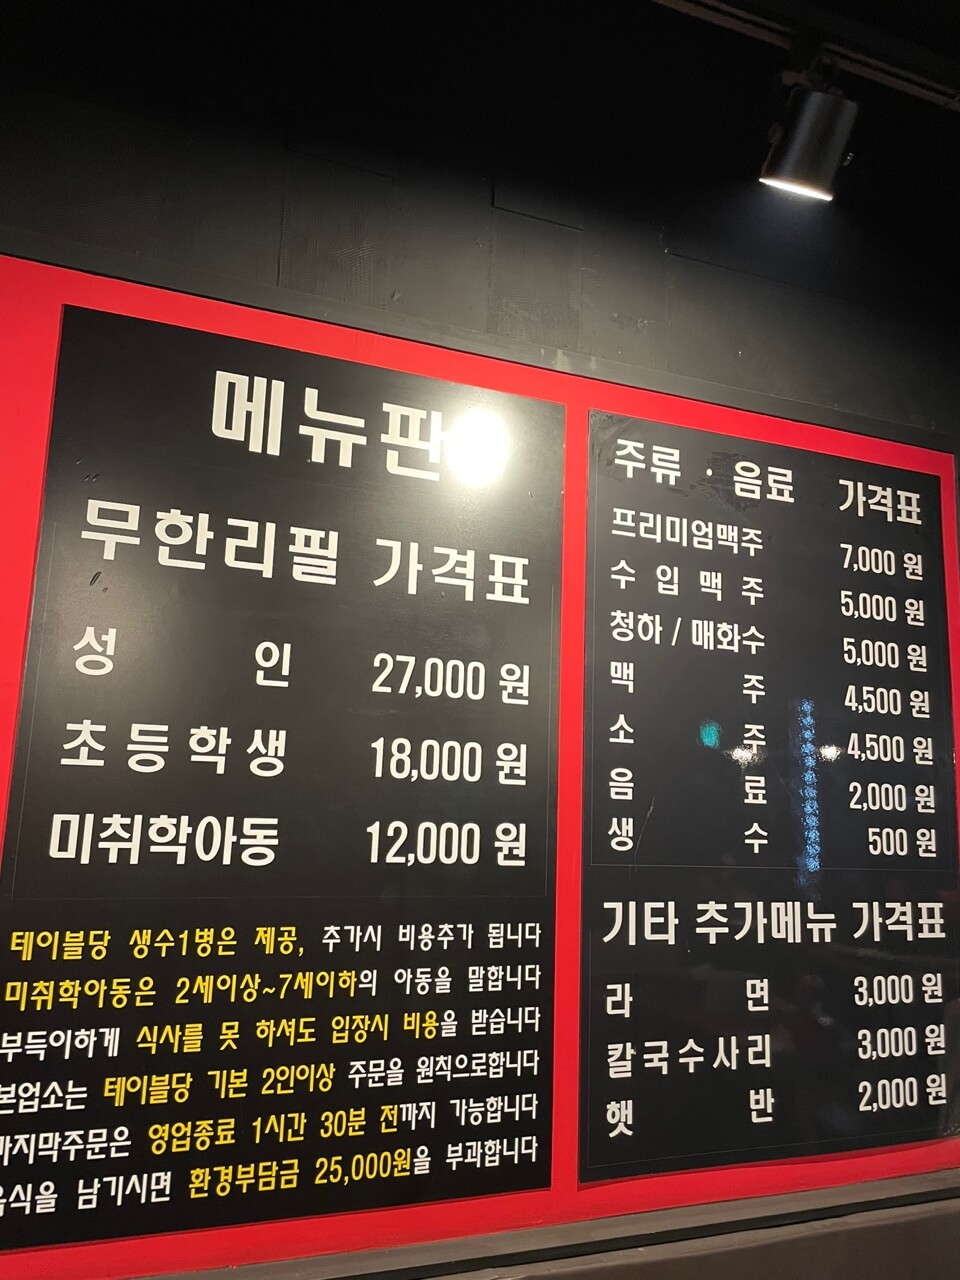 메뉴판
무한리필 가격표
성인 27,000 원
초등학생 18,000 원
미취학아동 12,000 원
테이블당 생수1병은 제공, 추가시 비용추가 됩니다
미취학아동은 2세이상~7세이하의 아동을 말합니다
부득이하게 식사를 못 하셔도 입장시 비용을 받습니다
본업소는 테이블당 기본 2인이상 주문을 원칙으로합니다
마지막주문은 영업종료 1시간 30분 전까지 가능합니다
음식을 남기시면 환경부담금 25,000원을 부과합니다
주류 · 음료 가격표
프리미엄맥주 7,000 원
수입맥주 5,000 원
청하 / 매화수 5,000 원
맥주 4,500 원
소주 4,500 원
음료 2,000 원
생수 500 원
기타 추가메뉴 가격표
라면 3,000 원
칼국수사리 3,000 원
햇반 2,000 원